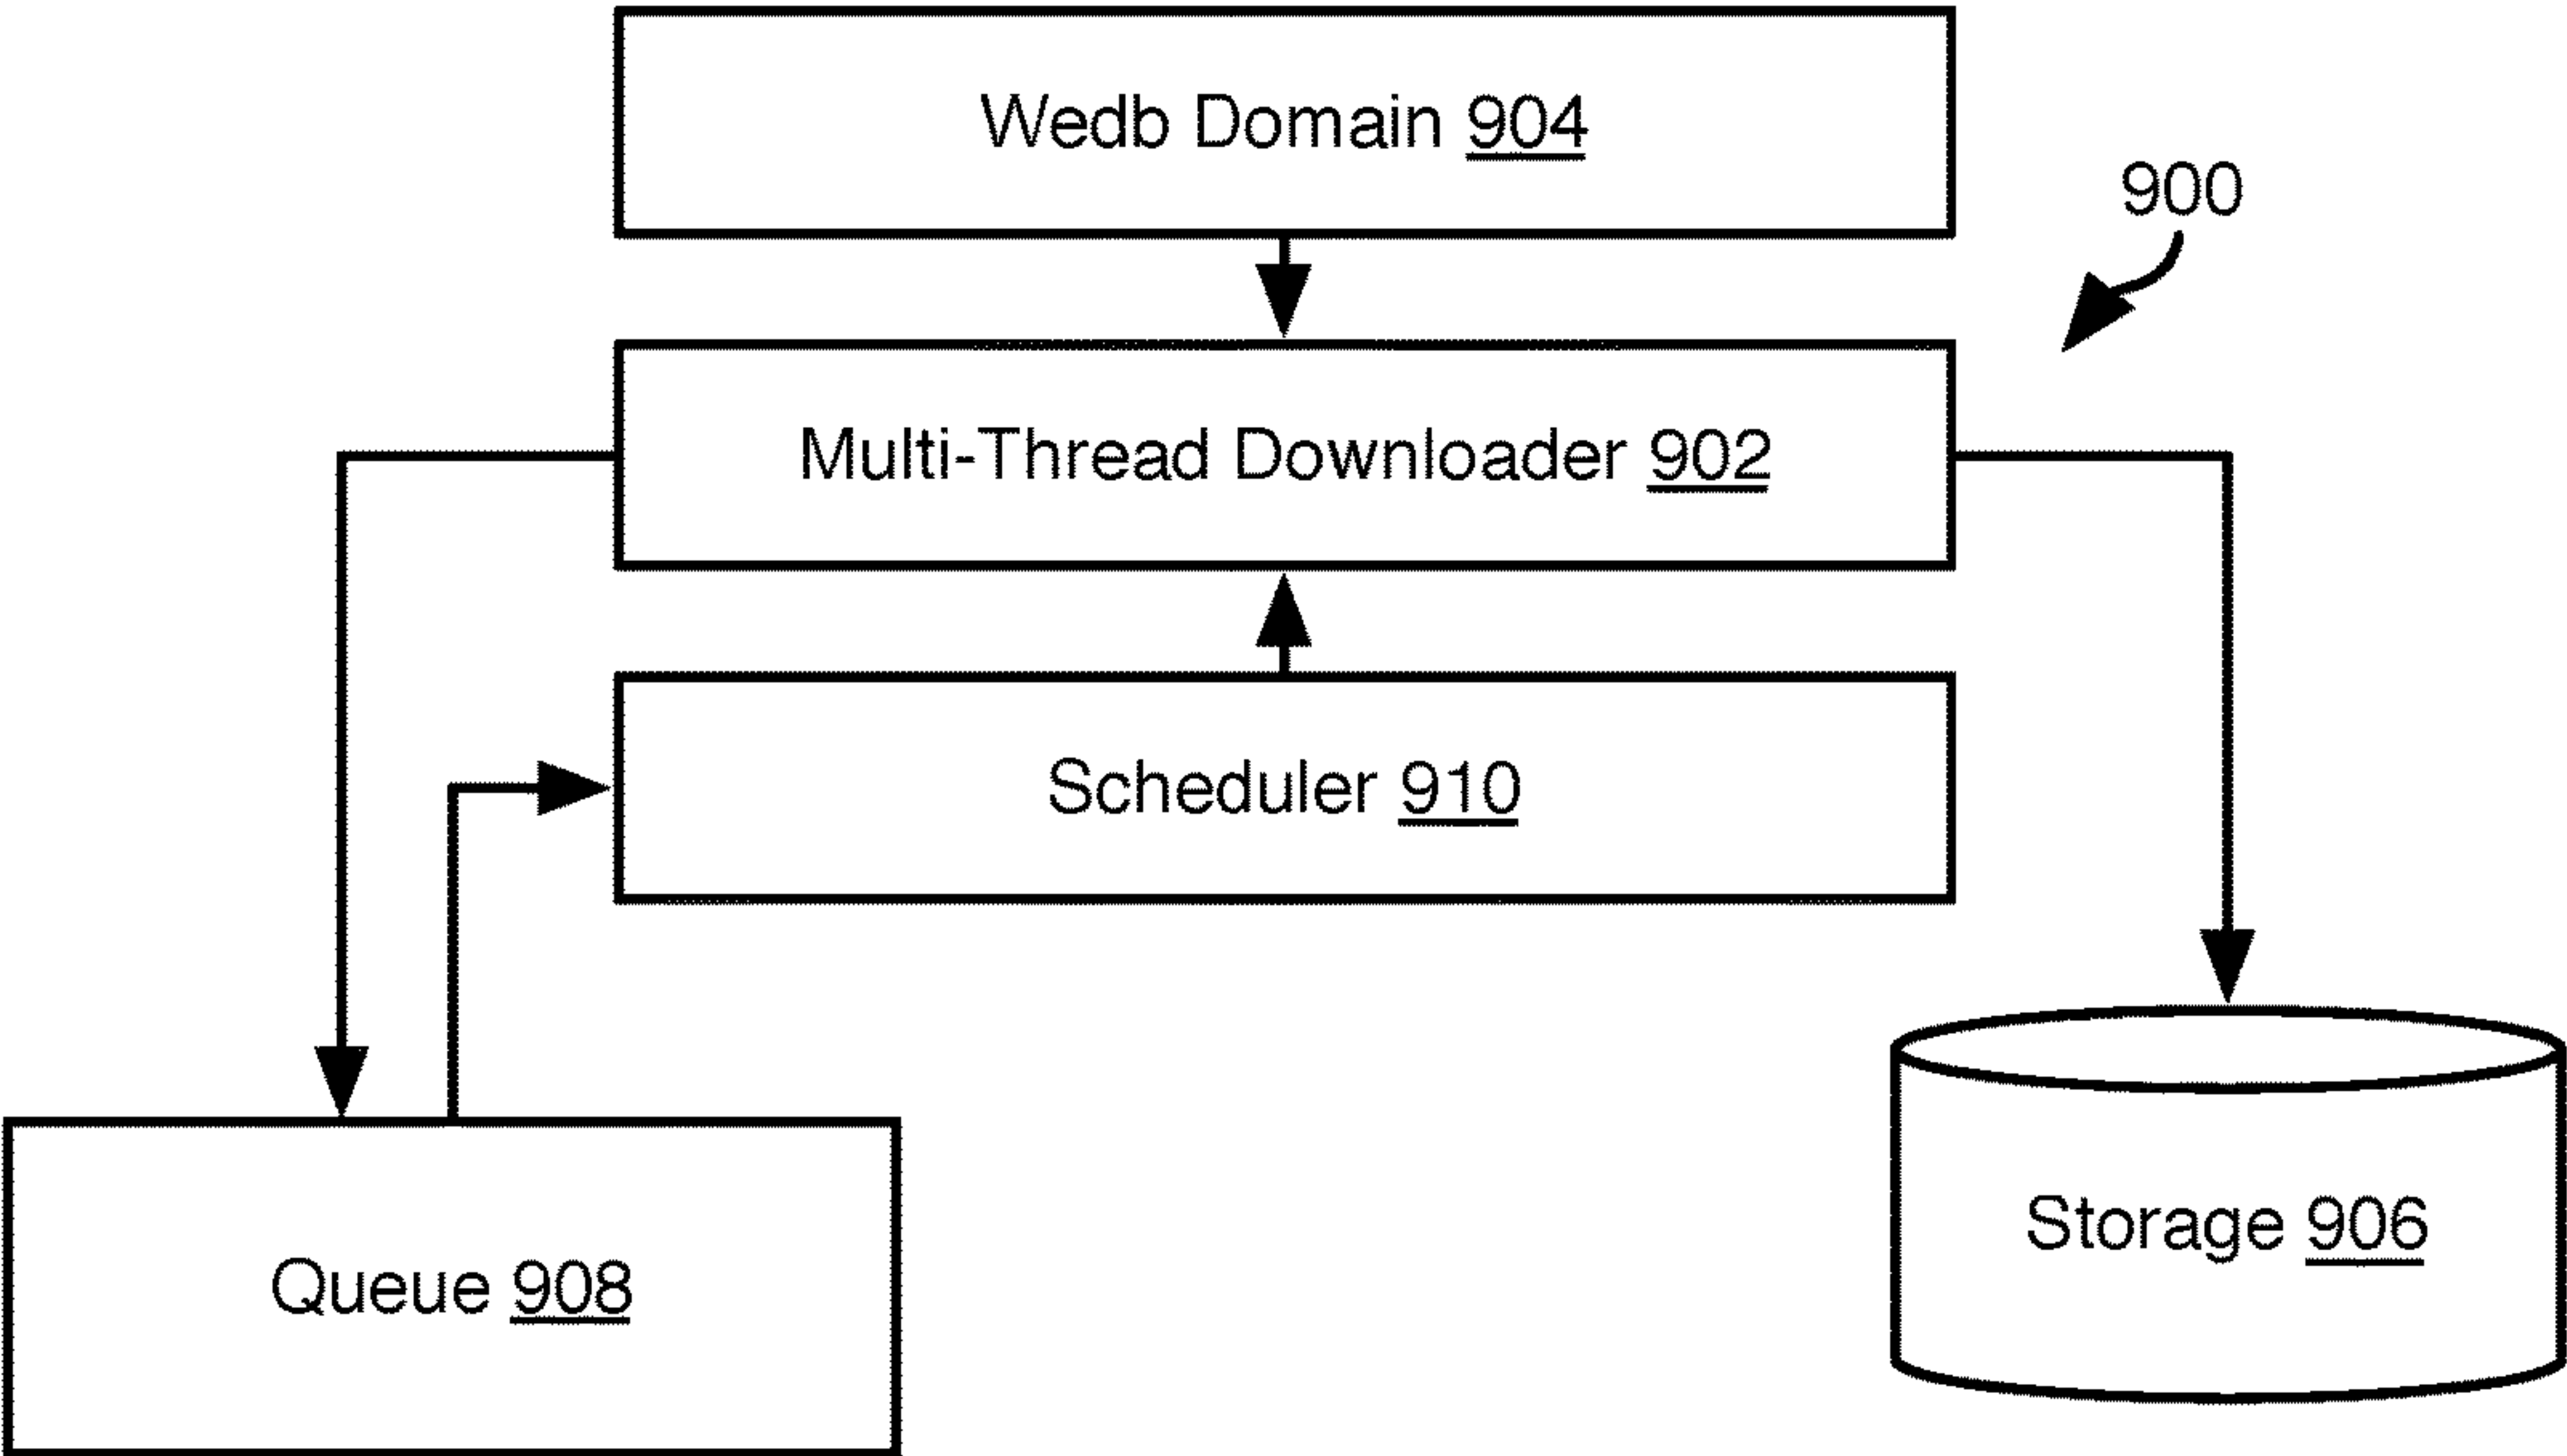 Wedb Domain 904
900
Multi-Thread Downloader 902
Scheduler 910
Storage 906
Queue 908